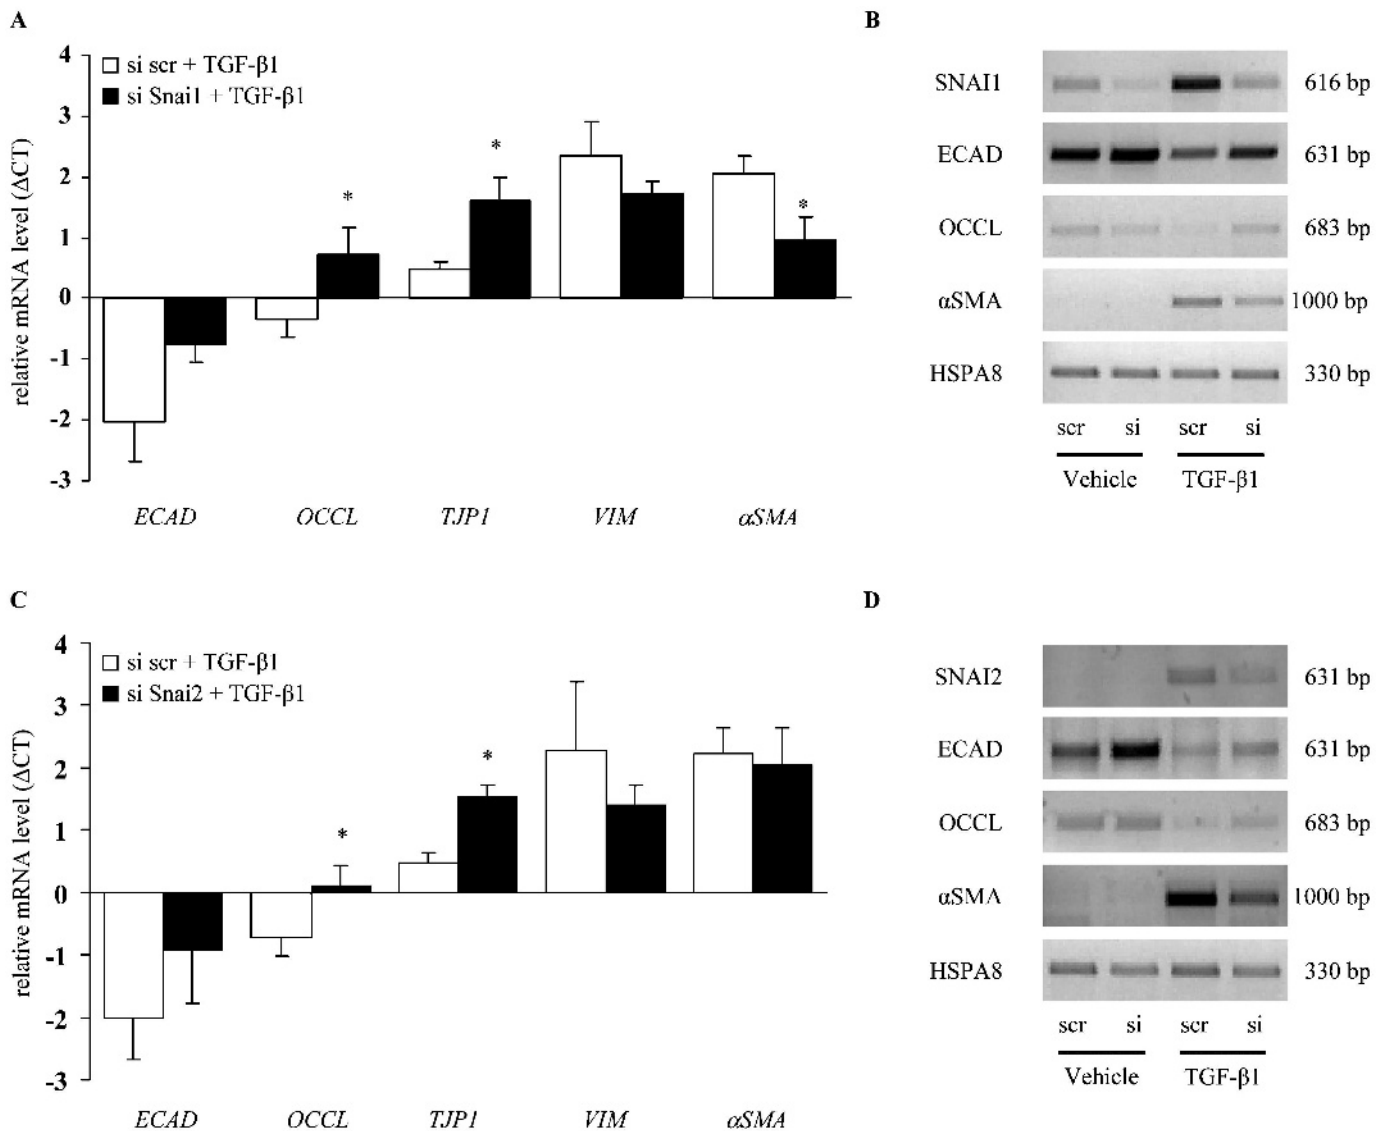 A
4
3
2
1
0
-1
-2
-3
relative mRNA level (ΔCT)
si scr + TGF-β1
si Snai1 + TGF-β1
*
*
*
ECAD OCCL TJP1 VIM αSMA
B
SNAI1 616 bp
ECAD 631 bp
OCCL 683 bp
αSMA 1000 bp
HSPA8 330 bp
scr si scr si
Vehicle TGF-β1
C
4
3
2
1
0
-1
-2
-3
relative mRNA level (ΔCT)
si scr + TGF-β1
si Snai2 + TGF-β1
*
*
ECAD OCCL TJP1 VIM αSMA
D
SNAI2 631 bp
ECAD 631 bp
OCCL 683 bp
αSMA 1000 bp
HSPA8 330 bp
scr si scr si
Vehicle TGF-β1